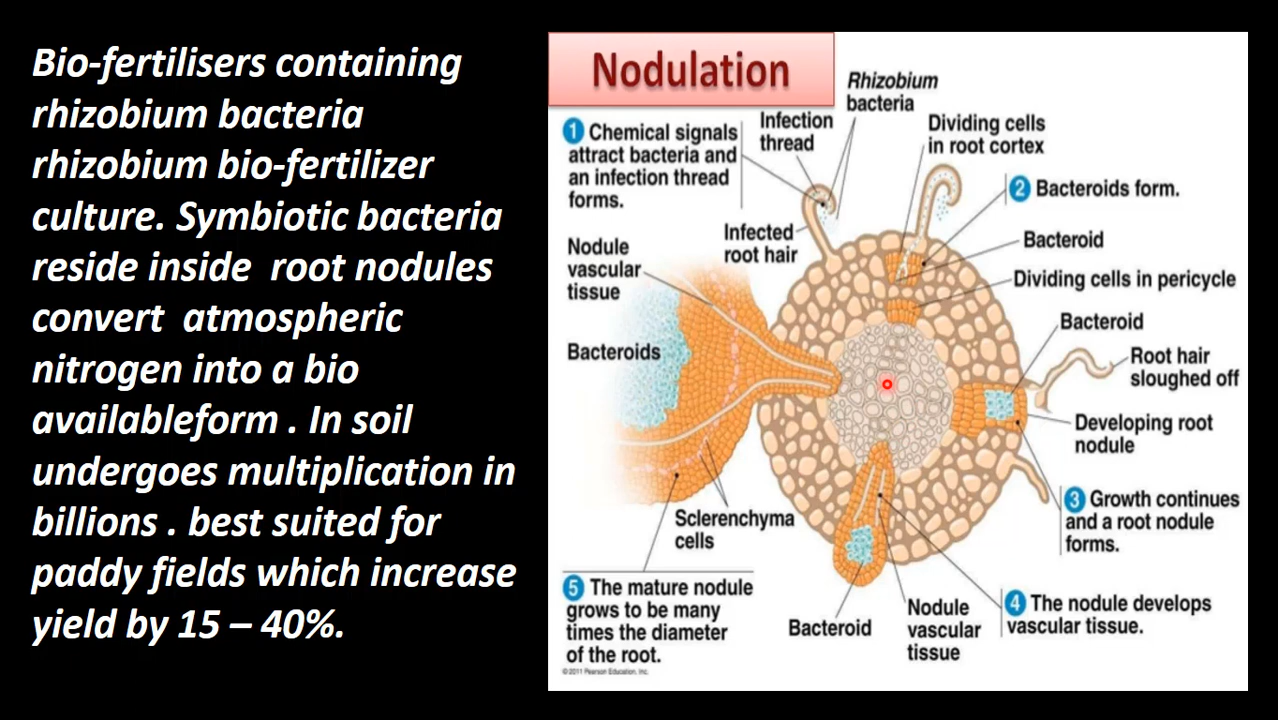 Bio-fertilisers containing
rhizobium bacteria
rhizobium bio-fertilizer
culture. Symbiotic bacteria
reside inside root nodules
convert atmospheric
nitrogen into a bio
availableform . In soil
undergoes multiplication in
billions . best suited for
paddy fields which increase
yield by 15 – 40%.
Nodulation
1 Chemical signals
attract bacteria and
an infection thread
forms.
Infection
thread
Rhizobium
bacteria
Dividing cells
in root cortex
2 Bacteroids form.
Infected
root hair
Bacteroid
Nodule
vascular
tissue
Dividing cells in pericycle
Bacteroid
Bacteroids
Root hair
sloughed off
Developing root
nodule
Sclerenchyma
cells
3 Growth continues
and a root nodule
forms.
5 The mature nodule
grows to be many
times the diameter
of the root.
Bacteroid
Nodule
vascular
tissue
4 The nodule develops
vascular tissue.
©2011 Pearson Education, Inc.